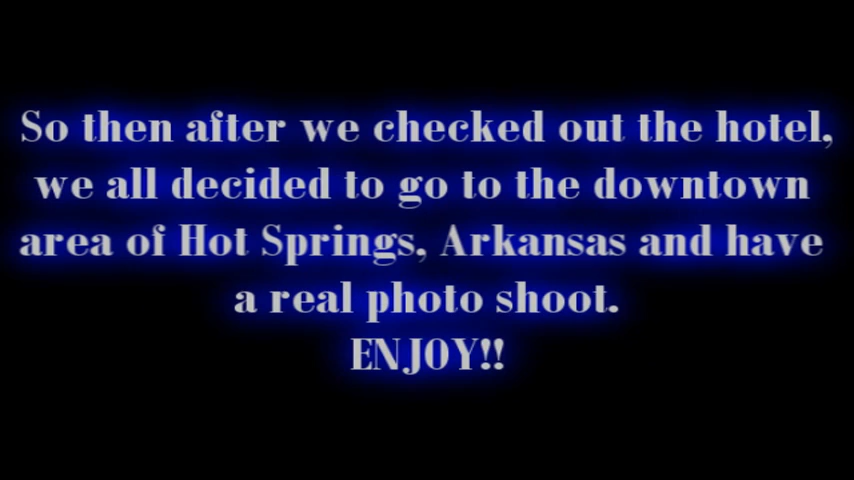 So then after we checked out the hotel,
we all decided to go to the downtown
area of Hot Springs, Arkansas and have
a real photo shoot.
ENJOY!!